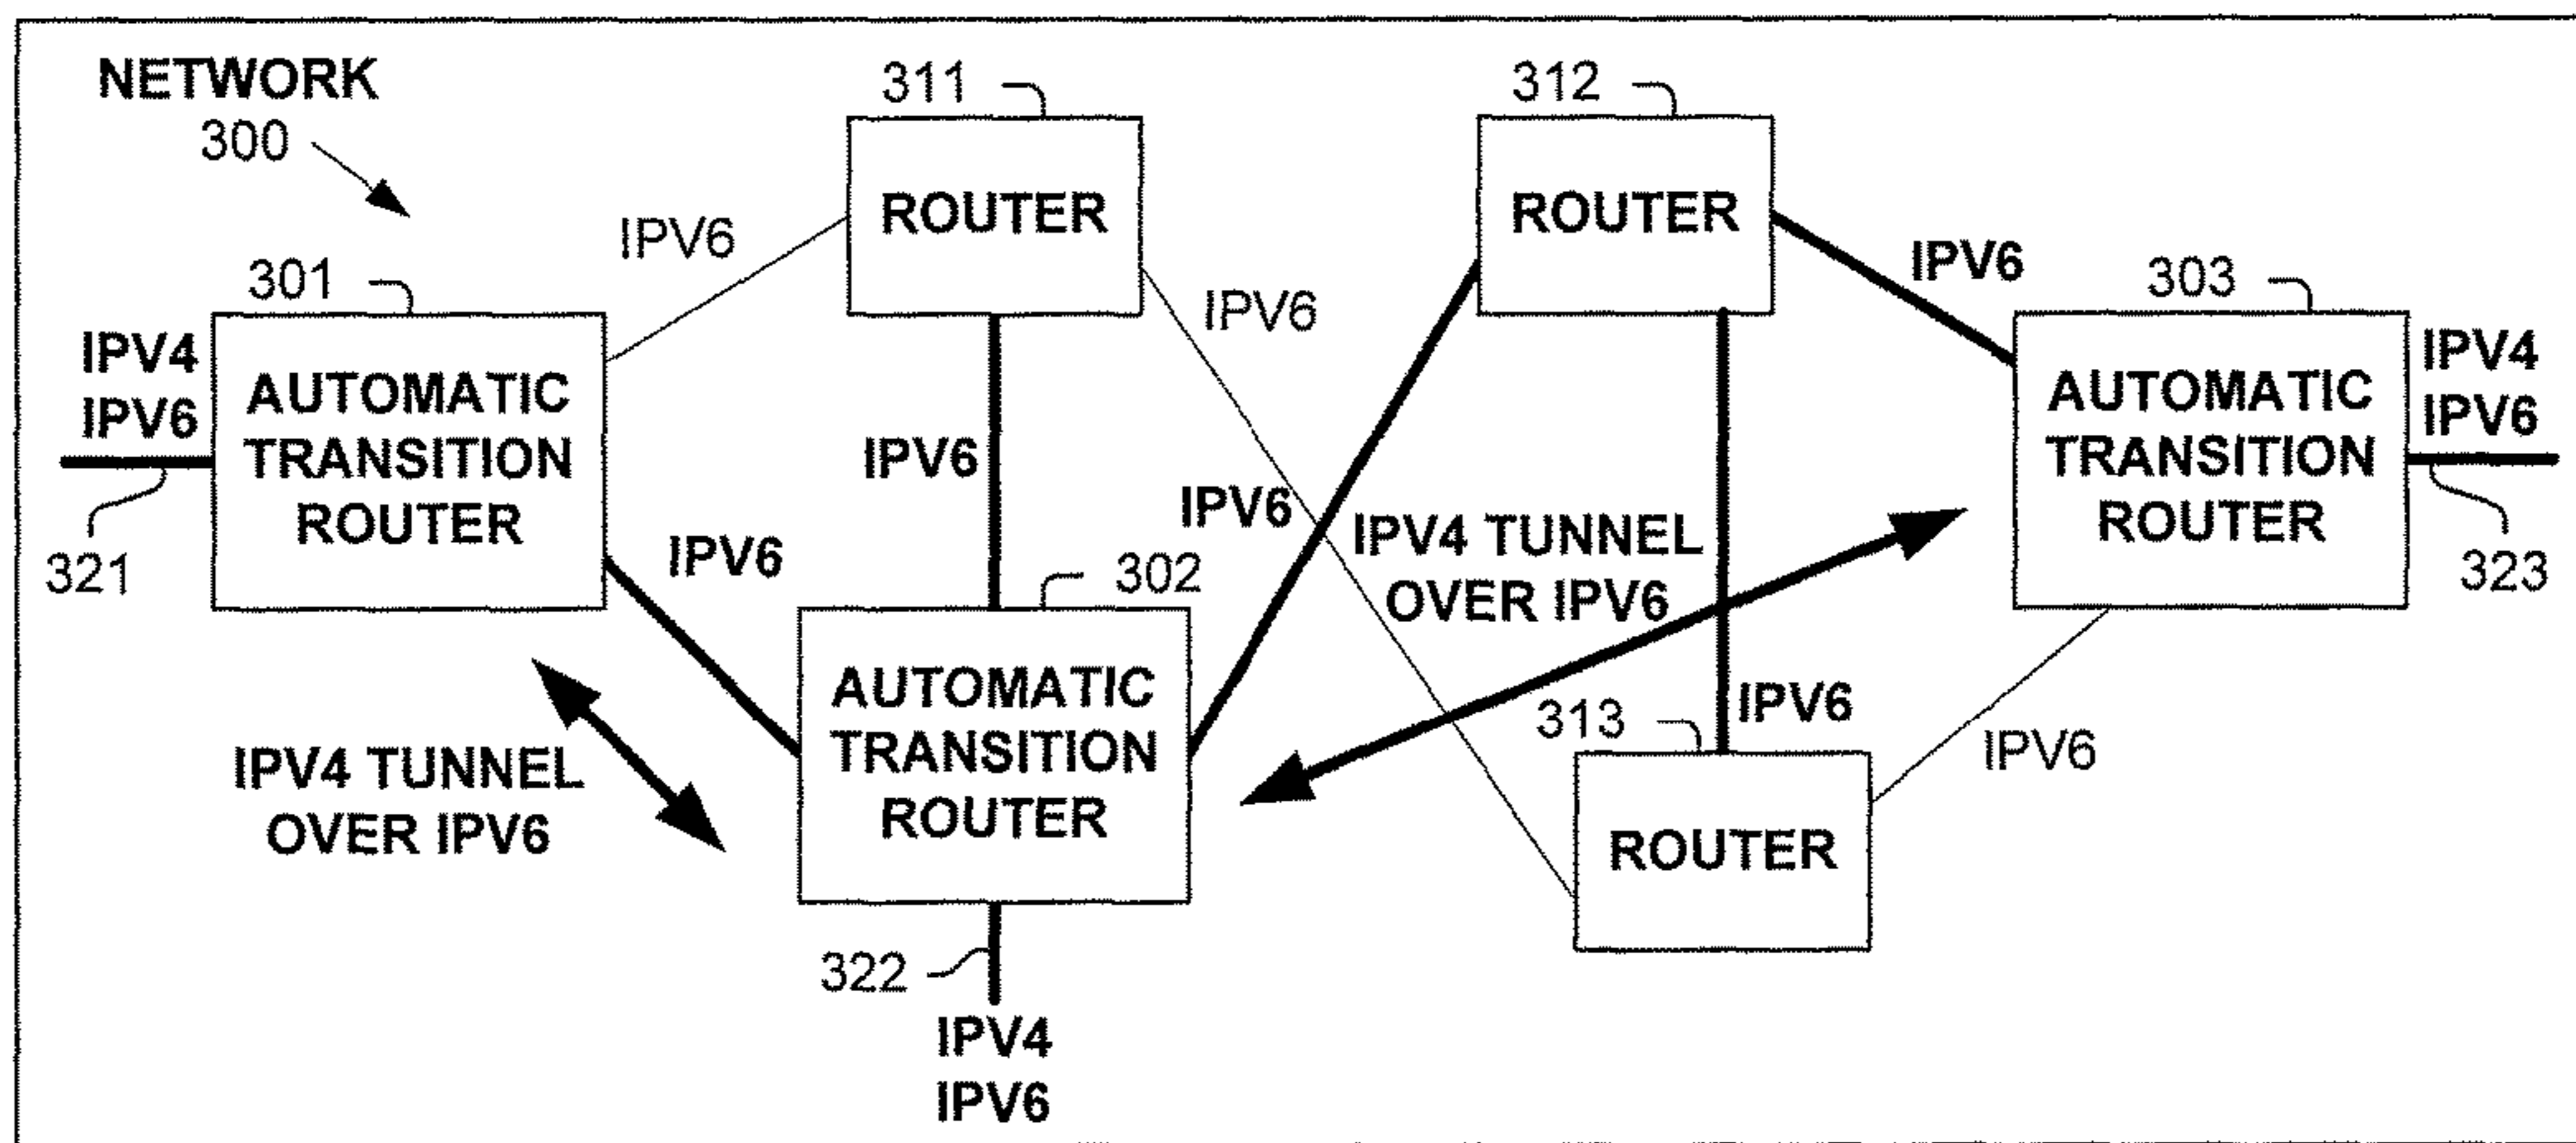 NETWORK
300
311
312
ROUTER
ROUTER
IPV6
IPV6
IPV6
301
303
IPV4
IPV6
AUTOMATIC
TRANSITION
ROUTER
AUTOMATIC
TRANSITION
ROUTER
IPV4
IPV6
321
323
IPV6
IPV6
IPV6
IPV4 TUNNEL
OVER IPV6
302
AUTOMATIC
TRANSITION
ROUTER
IPV4 TUNNEL
OVER IPV6
313
IPV6
IPV6
ROUTER
322
IPV4
IPV6